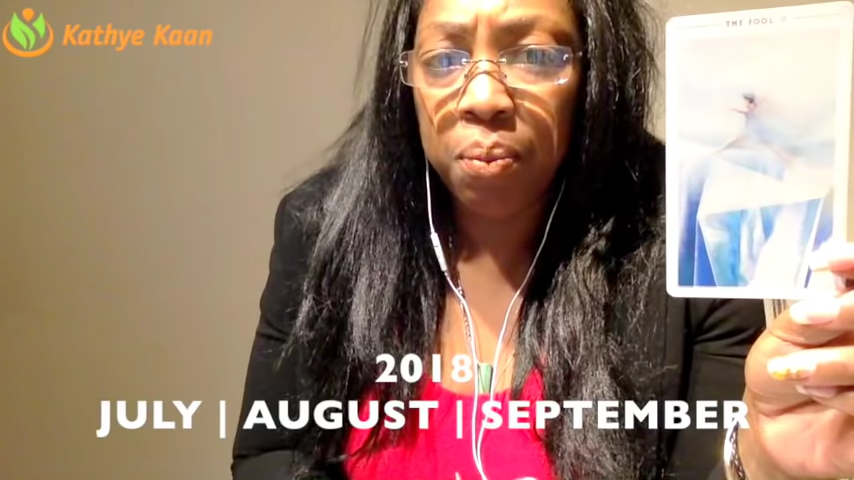 Kathye Kaan
THE FOOL
2018
JULY | AUGUST | SEPTEMBER